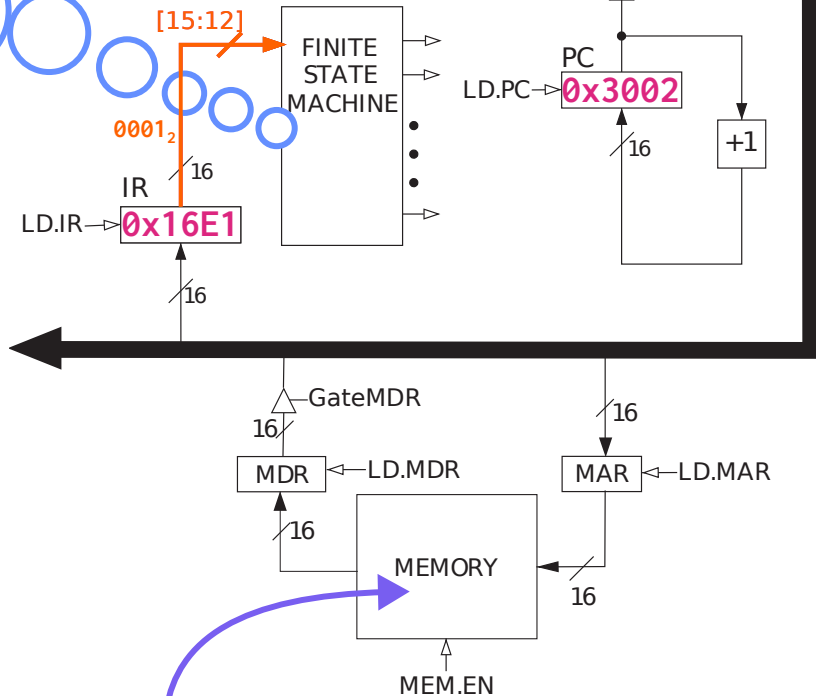 [15:12]
FINITE
STATE
MACHINE
PC
LD.PC
0x3002
0001₂
+1
16
16
IR
LD.IR
0x16E1
16
GateMDR
16
16
MDR
LD.MDR
MAR
LD.MAR
16
MEMORY
16
MEM.EN